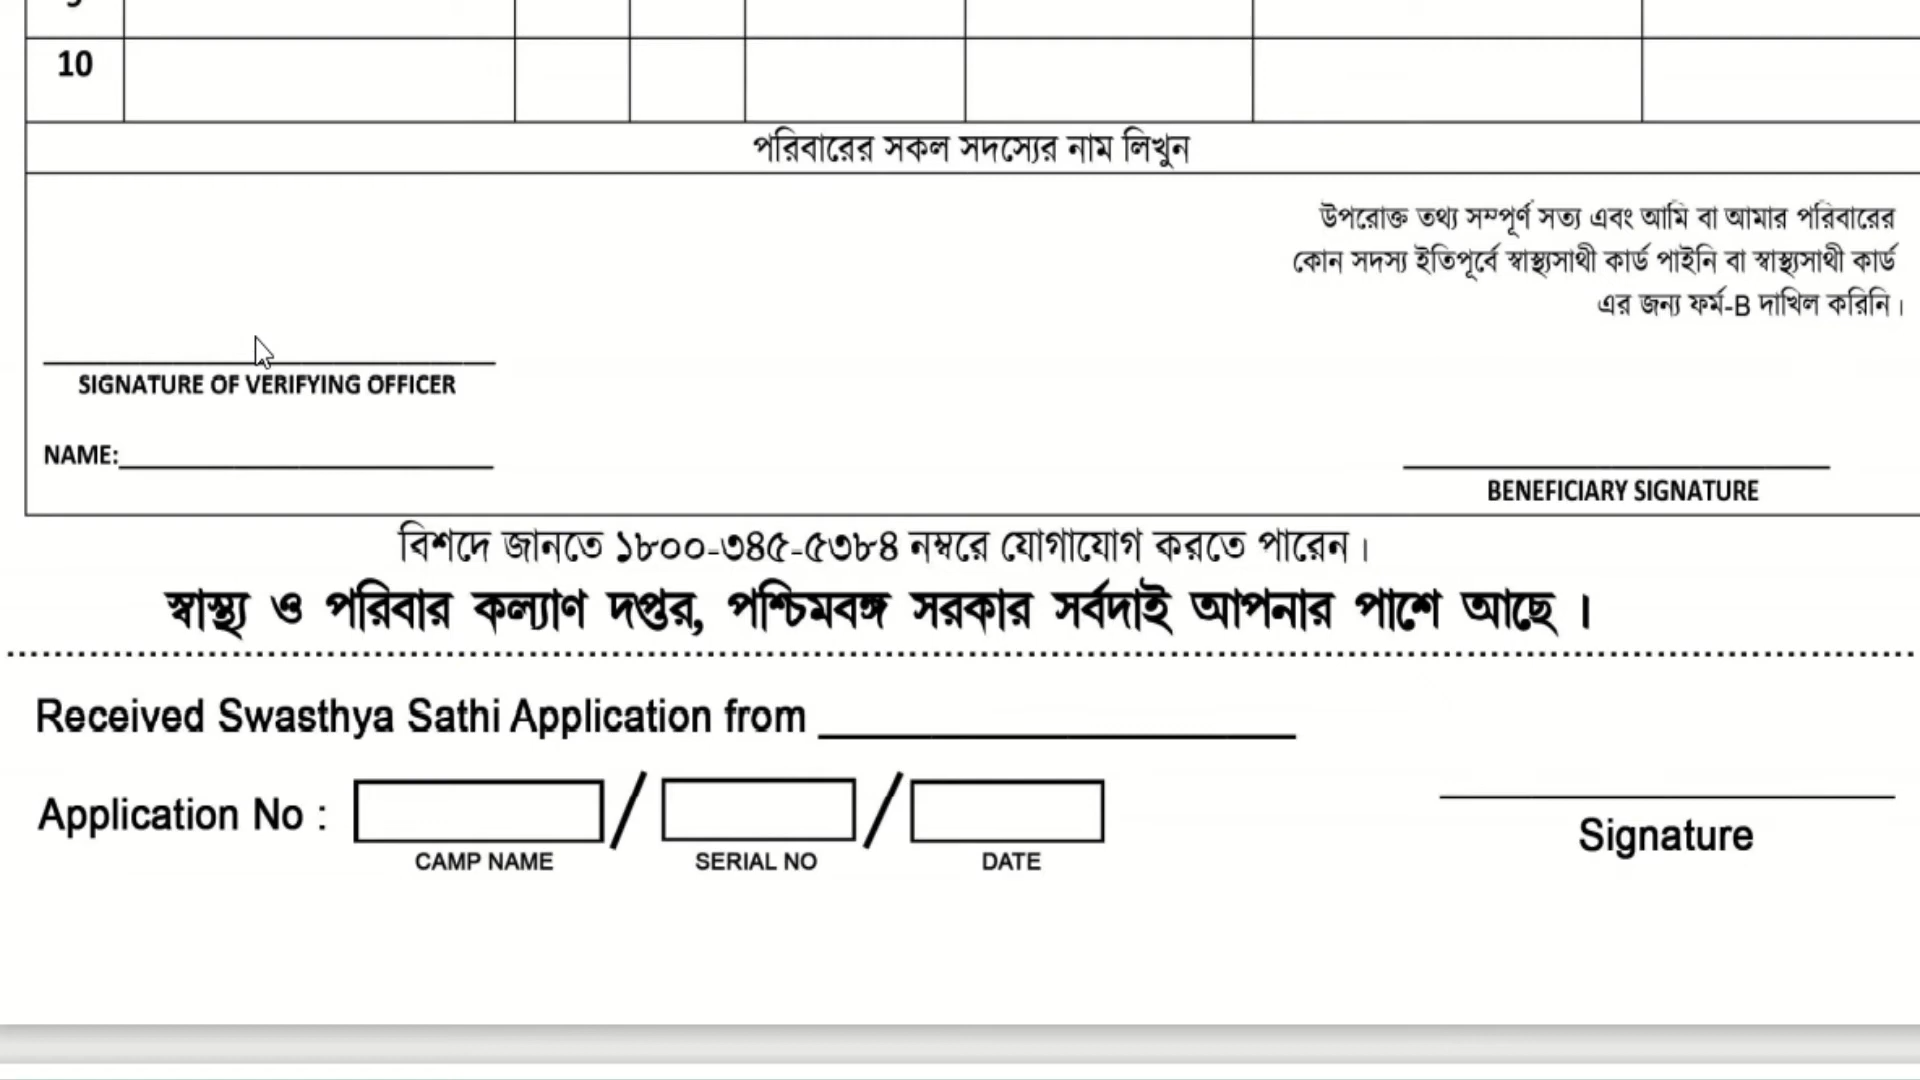 10
পরিবারের সকল সদস্যের নাম লিখুন
উপরোক্ত তথ্য সম্পূর্ণ সত্য এবং আমি বা আমার পরিবারের
কোন সদস্য ইতিপূর্বে স্বাস্থ্যসাথী কার্ড পাইনি বা স্বাস্থ্যসাথী কার্ড
এর জন্য ফর্ম-B দাখিল করিনি।
SIGNATURE OF VERIFYING OFFICER
NAME:
BENEFICIARY SIGNATURE
বিশদে জানতে ১৮০০-৩৪৫-৫৩৮৪ নম্বরে যোগাযোগ করতে পারেন।
স্বাস্থ্য ও পরিবার কল্যাণ দপ্তর, পশ্চিমবঙ্গ সরকার সর্বদাই আপনার পাশে আছে।
Received Swasthya Sathi Application from
Application No : / /
CAMP NAME SERIAL NO DATE
Signature